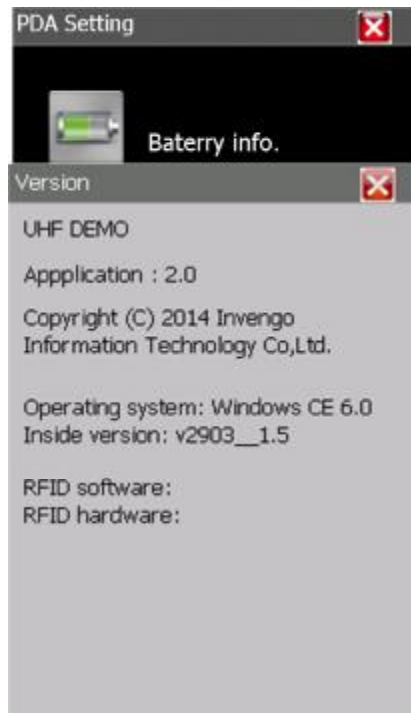 PDA Setting
Baterry info.
Version
UHF DEMO
Appplication : 2.0
Copyright (C) 2014 Invengo
Information Technology Co,Ltd.
Operating system: Windows CE 6.0
Inside version: v2903__1.5
RFID software:
RFID hardware: